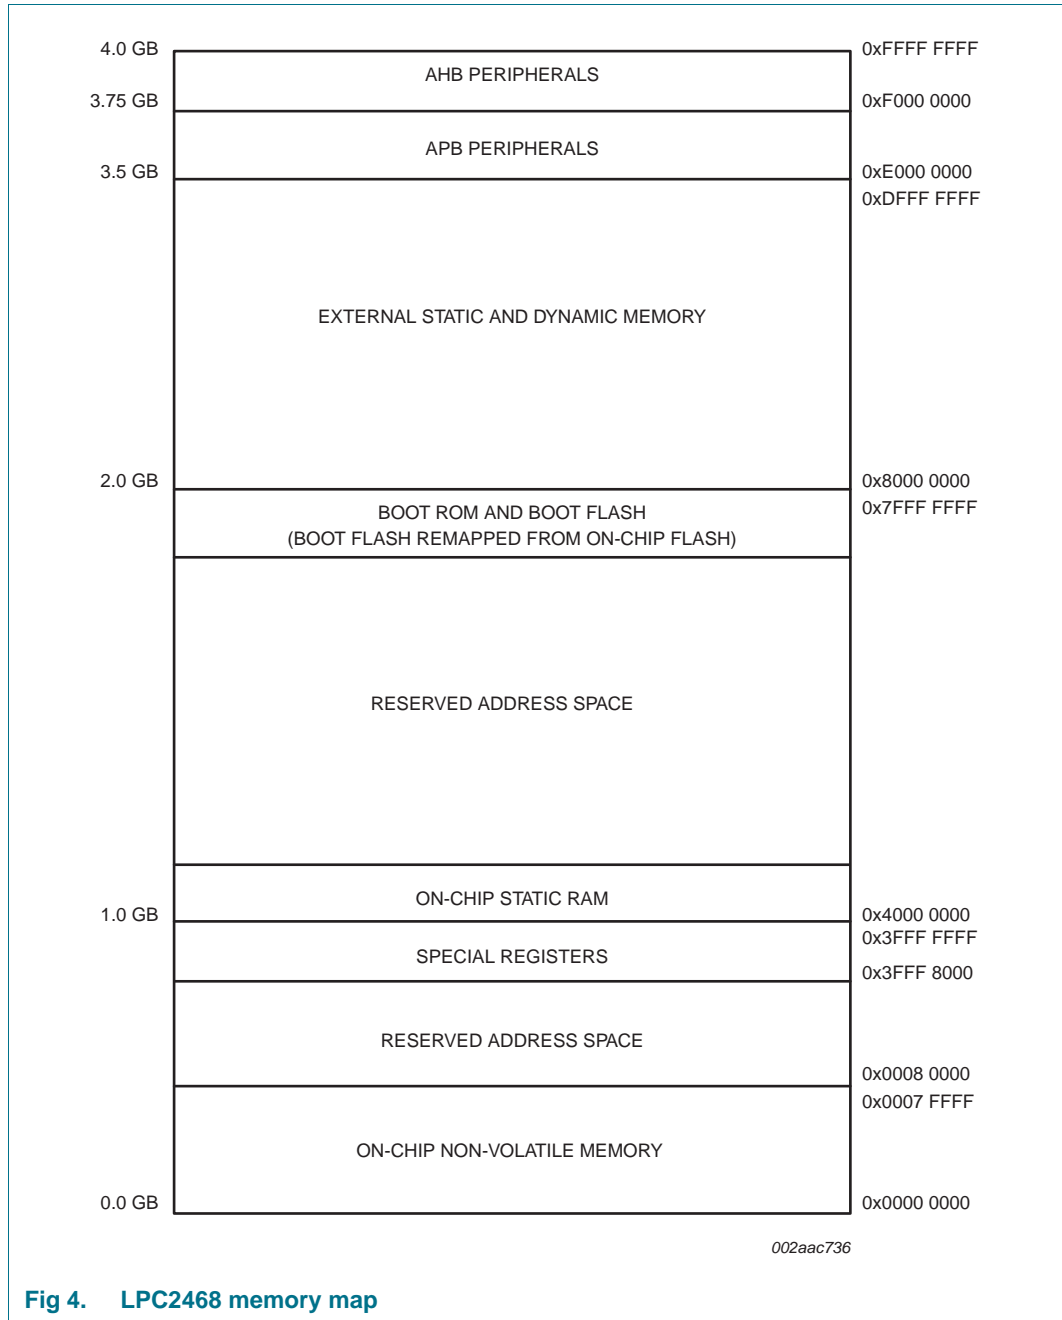 4.0 GB
0xFFFF FFFF
AHB PERIPHERALS
3.75 GB
0xF000 0000
APB PERIPHERALS
3.5 GB
0xE000 0000
0xDFFF FFFF
EXTERNAL STATIC AND DYNAMIC MEMORY
2.0 GB
0x8000 0000
0x7FFF FFFF
BOOT ROM AND BOOT FLASH
(BOOT FLASH REMAPPED FROM ON-CHIP FLASH)
RESERVED ADDRESS SPACE
ON-CHIP STATIC RAM
1.0 GB
0x4000 0000
0x3FFF FFFF
SPECIAL REGISTERS
0x3FFF 8000
RESERVED ADDRESS SPACE
0x0008 0000
0x0007 FFFF
ON-CHIP NON-VOLATILE MEMORY
0.0 GB
0x0000 0000
002aac736
Fig 4. LPC2468 memory map